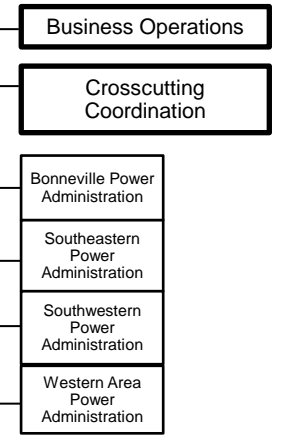 Business Operations
Crosscutting
Coordination
Bonneville Power
Administration
Southeastern
Power
Administration
Southwestern
Power
Administration
Western Area
Power
Administration